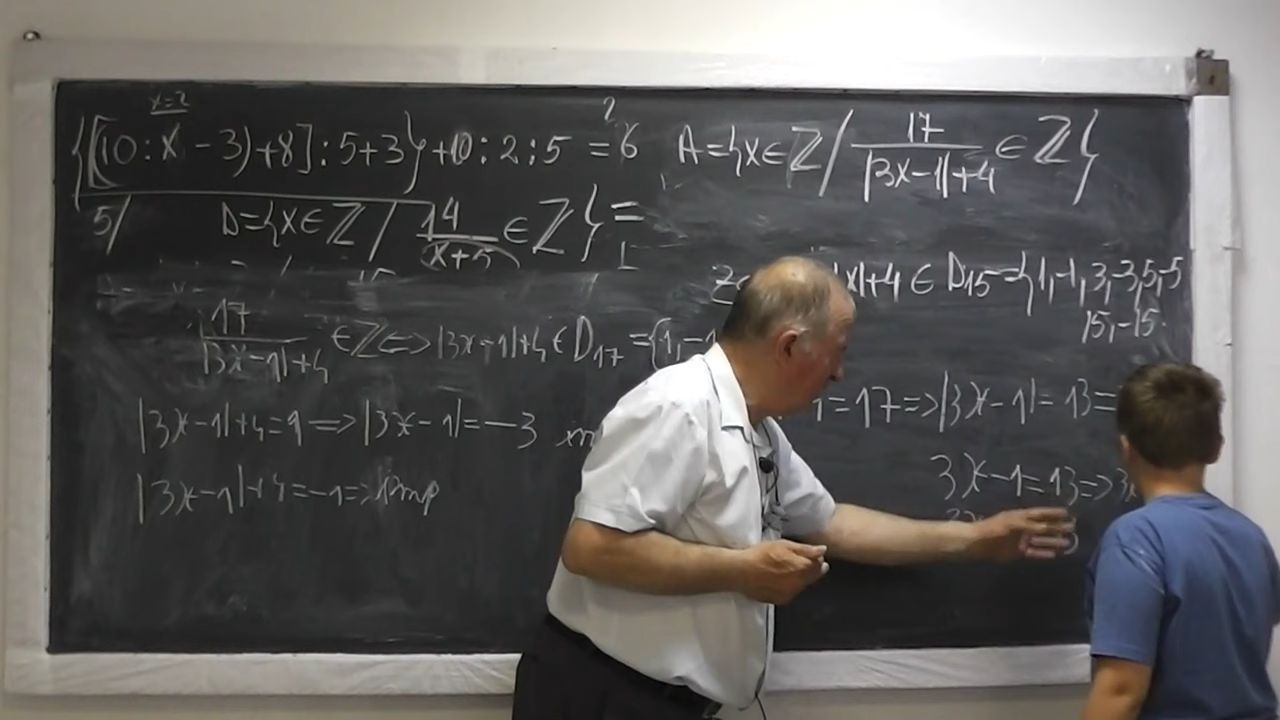 x=2
{[(10:x-3)+8]:5+3}+10:2:5 = 6
?
A={x∈ℤ/ 17/(|3x-1|+4) ∈ℤ}
5/ D={x∈ℤ/ 14/(x+5) ∈ℤ} =
x|+4 ∈ D15={1,-1,3,-3,5,-5
15,-15.
17/(|3x-1|+4) ∈ℤ⇔|3x-1|+4∈D17={1,-1
|3x-1|+4=1⇒|3x-1|=-3
=17⇒|3x-1|=13=
|3x-1|+4=-1⇒imp
3x-1=13⇒3x